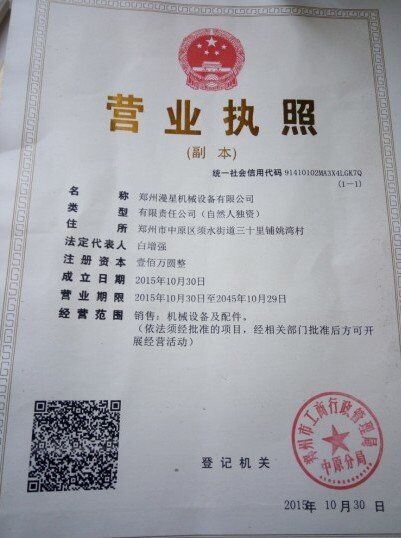 营业执照
(副本)
统一社会信用代码 91410102MA3X4LGK7Q
(1-1)
名称 郑州漫星机械设备有限公司
类型 有限责任公司（自然人独资）
住所 郑州市中原区须水街道三十里铺姚湾村
法定代表人 白增强
注册资本 壹佰万圆整
成立日期 2015年10月30日
营业期限 2015年10月30日至2045年10月29日
经营范围 销售：机械设备及配件。
（依法须经批准的项目，经相关部门批准后方可开
展经营活动）
郑州市工商行政管理局
中原分局
登记机关
2015年10月30日